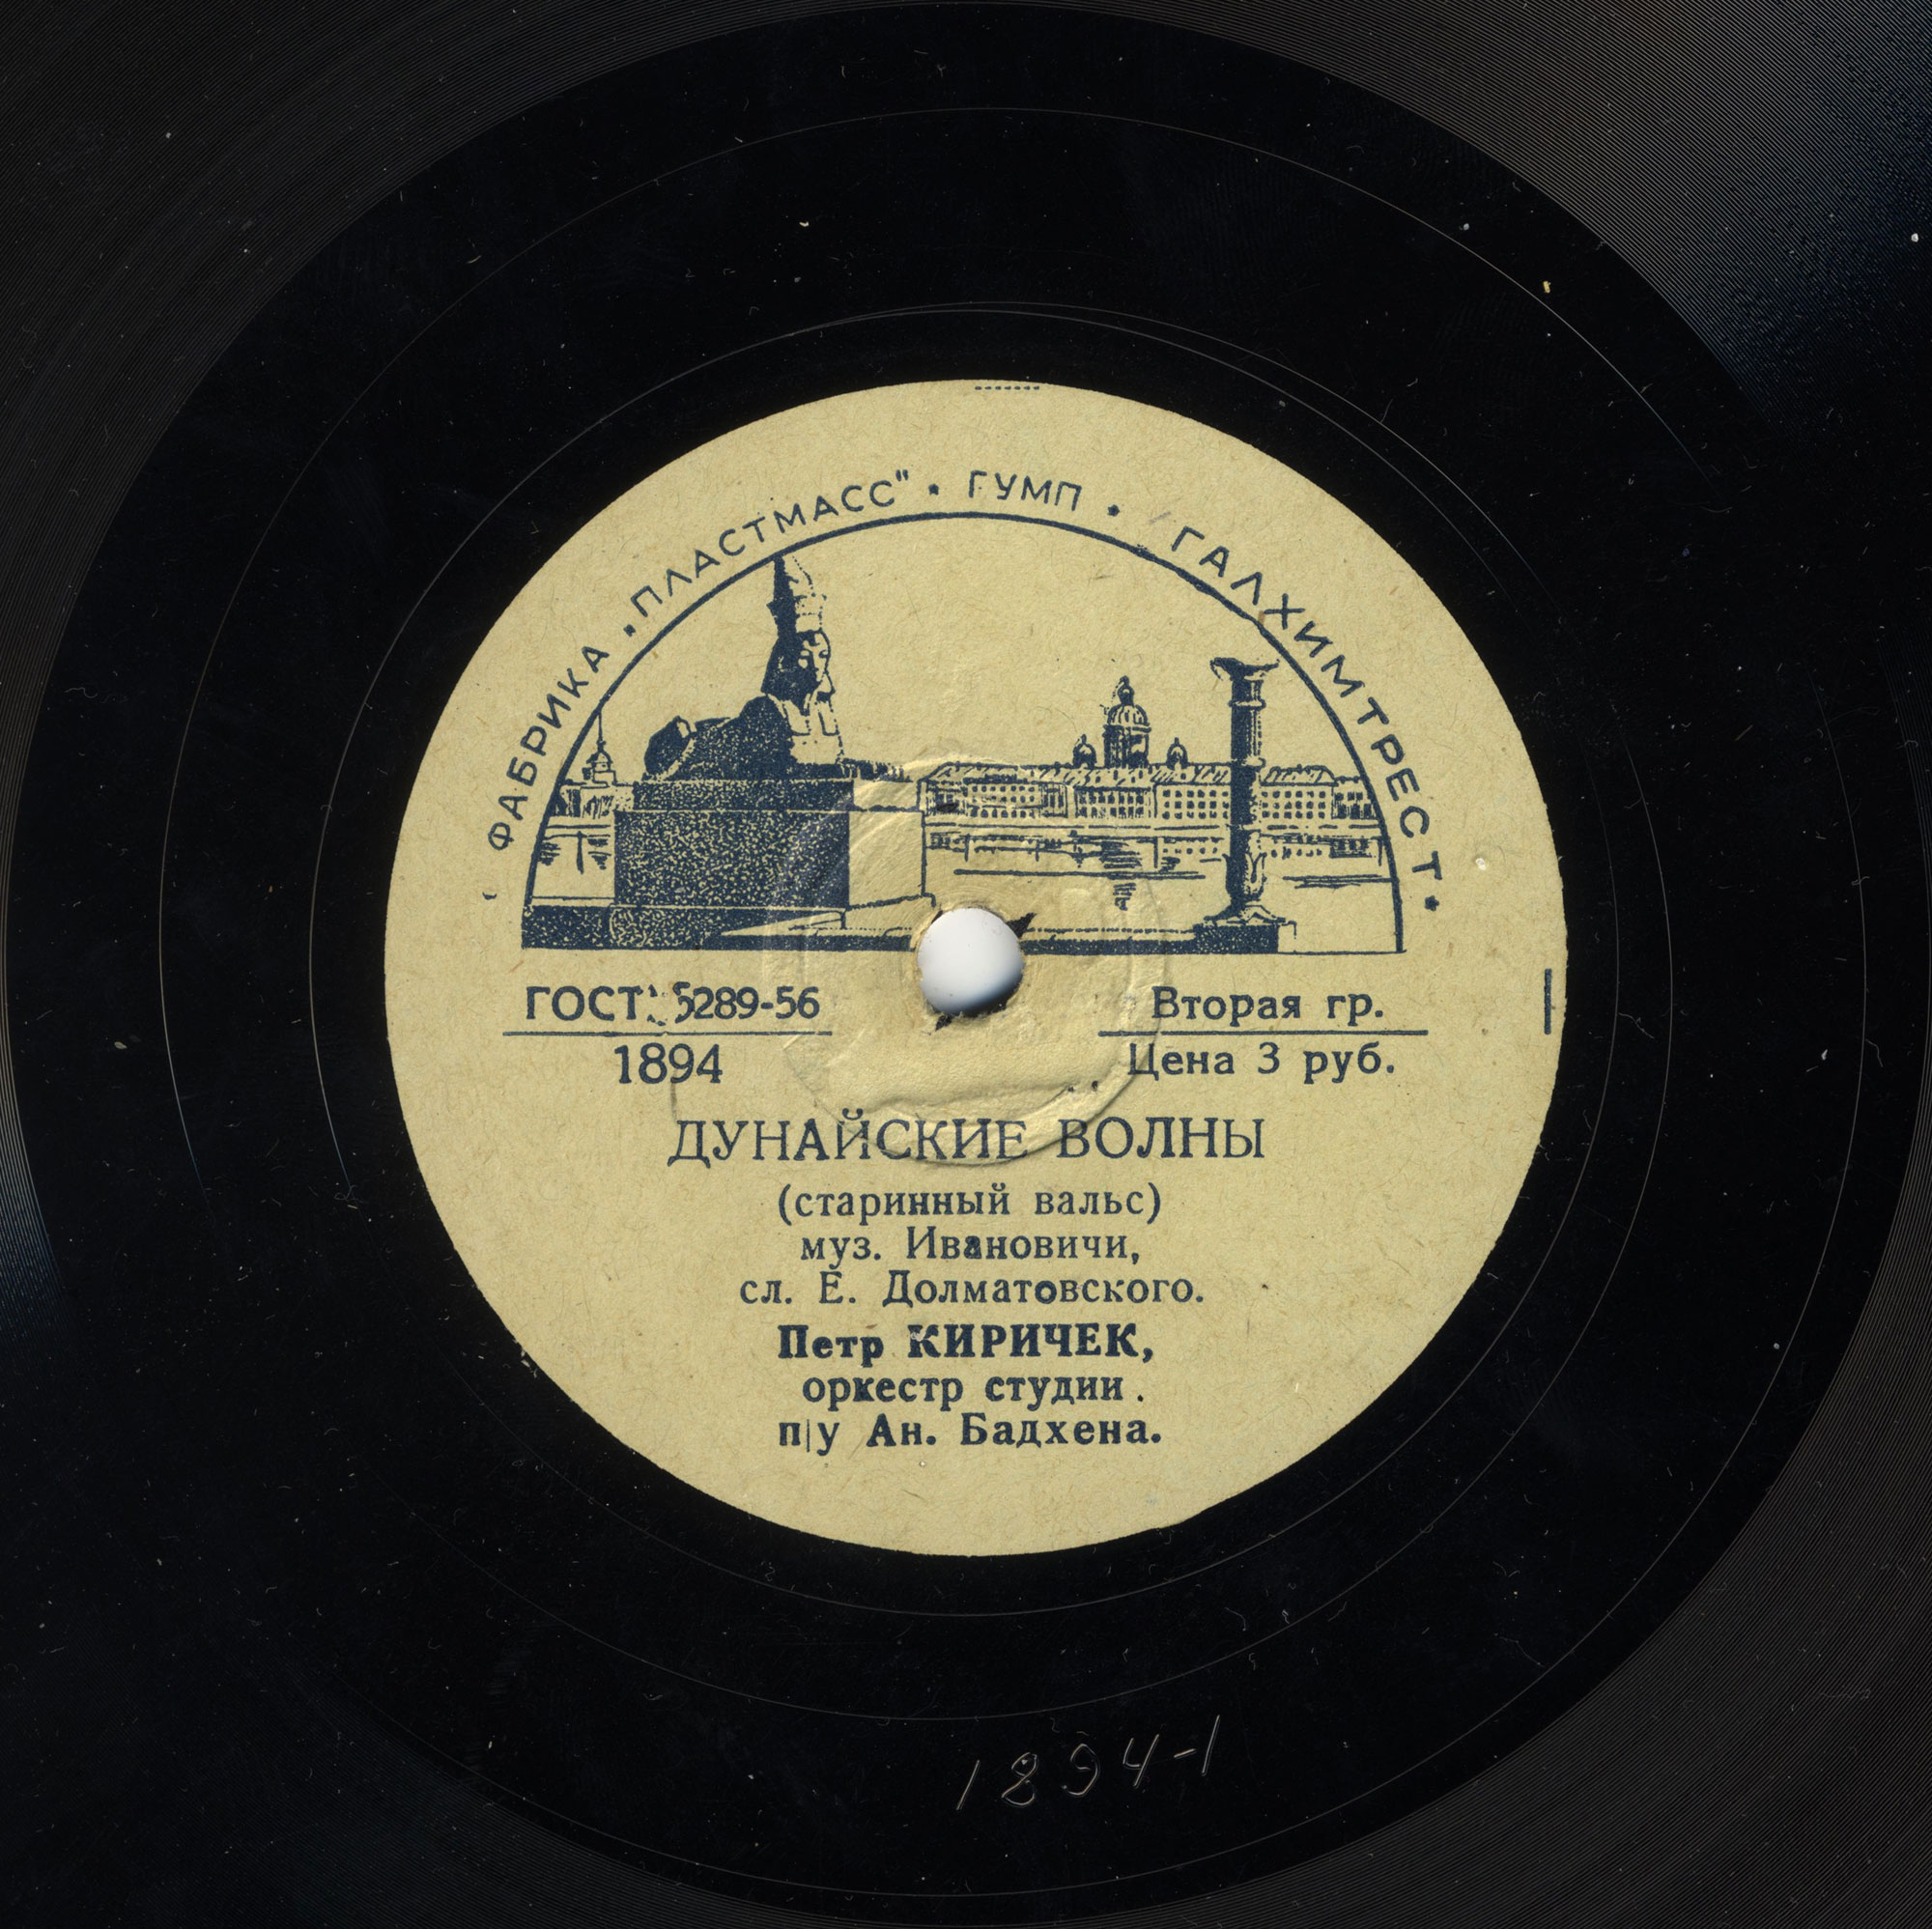 ФАБРИКА „ПЛАСТМАСС" • ГУМП • ГАЛХИМТРЕСТ •
ГОСТ 5289-56
1894
Вторая гр.
Цена 3 руб.
ДУНАЙСКИЕ ВОЛНЫ
(старинный вальс)
муз. Ивановичи,
сл. Е. Долматовского.
Петр КИРИЧЕК,
оркестр студии.
п|у Ан. Бадхена.
1894-1